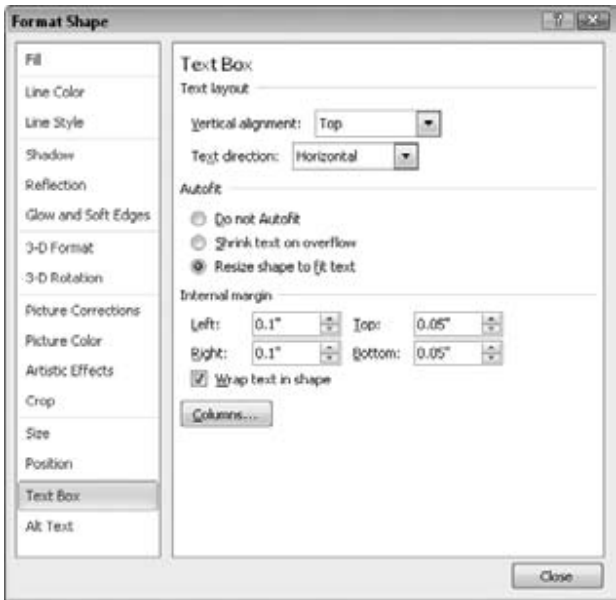 Format Shape
Fill
Line Color
Line Style
Shadow
Reflection
Glow and Soft Edges
3-D Format
3-D Rotation
Picture Corrections
Picture Color
Artistic Effects
Crop
Size
Position
Text Box
Alt Text
Text Box
Text layout
Vertical alignment: Top
Text direction: Horizontal
Autofit
Do not Autofit
Shrink text on overflow
Resize shape to fit text
Internal margin
Left: 0.1" Top: 0.05"
Right: 0.1" Bottom: 0.05"
Wrap text in shape
Columns...
Close